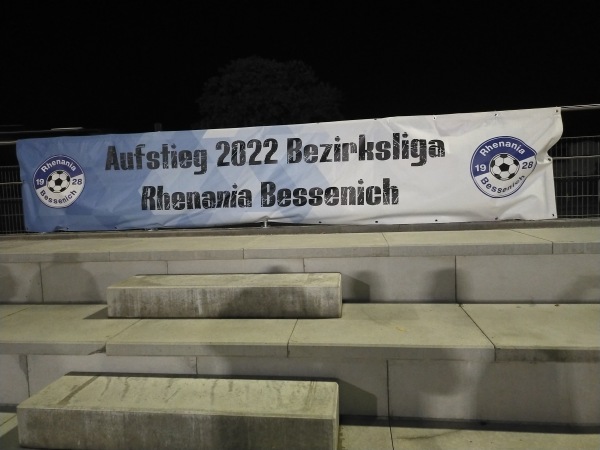 Rhenania
19 28
Bessenich
Aufstieg 2022 Bezirksliga
Rhenania Bessenich
Rhenania
19 28
Bessenich